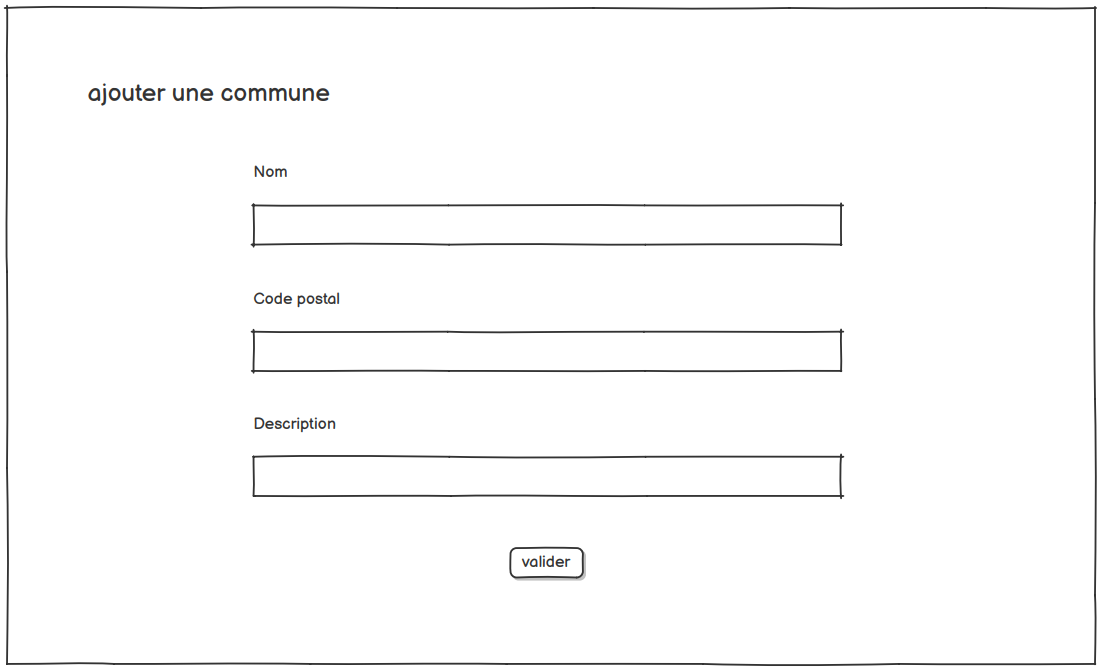 ajouter une commune
Nom
Code postal
Description
valider